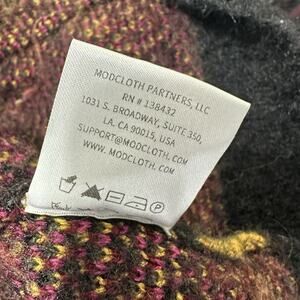 MODCLOTH PARTNERS, LLC
RN # 138432
1031 S. BROADWAY, SUITE 350,
LA. CA 90015, USA
SUPPORT@MODCLOTH.COM
WWW. MODCLOTH. COM